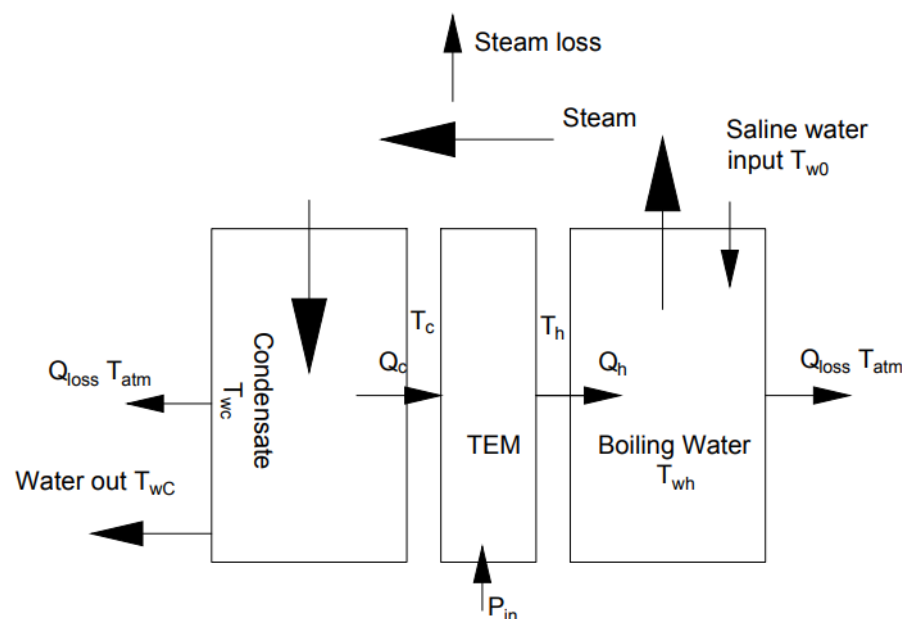 Steam loss
Steam
Saline water
input Tw0
Condensate
Twc
Tc
Th
Qc
Qh
Qloss Tatm
Qloss Tatm
TEM
Boiling Water
Twh
Water out TwC
Pin